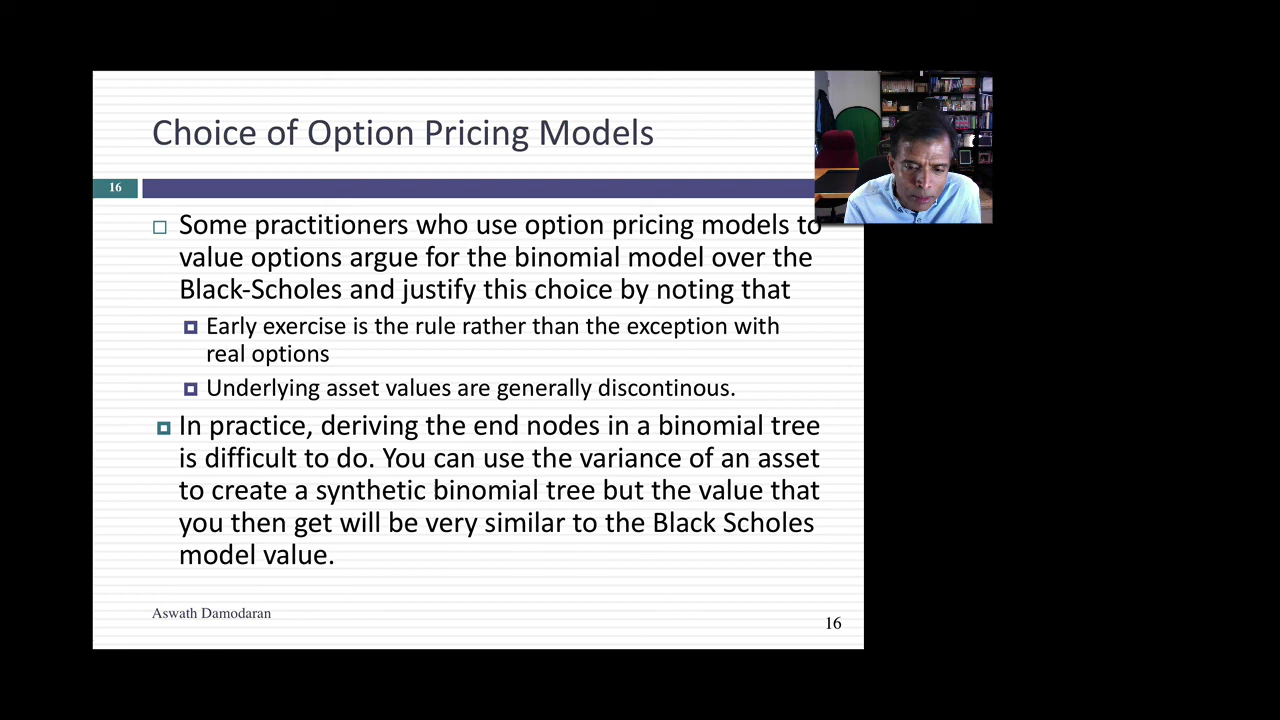 Choice of Option Pricing Models
16
Some practitioners who use option pricing models to
value options argue for the binomial model over the
Black-Scholes and justify this choice by noting that
Early exercise is the rule rather than the exception with
real options
Underlying asset values are generally discontinous.
In practice, deriving the end nodes in a binomial tree
is difficult to do. You can use the variance of an asset
to create a synthetic binomial tree but the value that
you then get will be very similar to the Black Scholes
model value.
Aswath Damodaran
16